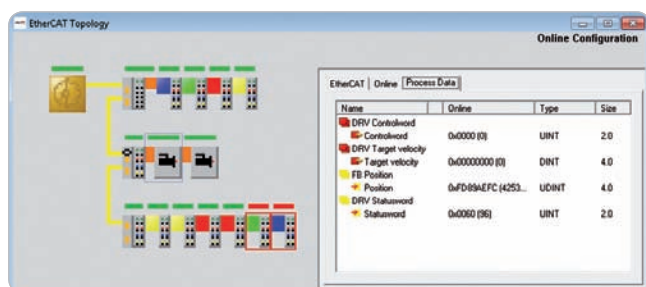 EtherCAT Topology
Online Configuration
EtherCAT Online Process Data
Name Online Type Size
DRV Controlword
Controlword 0x0000 (0) UINT 2.0
DRV Target velocity
Target velocity 0x00000000 (0) DINT 4.0
FB Position
Position 0xFD89AEFC (4253... UDINT 4.0
DRV Statusword
Statusword 0x0060 (96) UINT 2.0